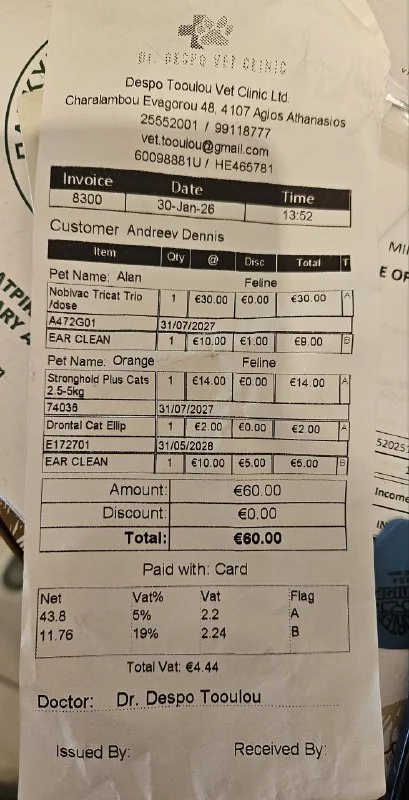 DR. DESPO VET CLINIC
Despo Tooulou Vet Clinic Ltd.
Charalambou Evagorou 48, 4107 Agios Athanasios
25552001 / 99118777
vet.tooulou@gmail.com
60098881U / HE465781
Invoice Date Time
8300 30-Jan-26 13:52
Customer Andreev Dennis
Item Qty @ Disc. Total T
Pet Name: Alan Feline
Nobivac Tricat Trio 1 €30.00 €0.00 €30.00 A
/dose
A472G01 31/07/2027
EAR CLEAN 1 €10.00 €1.00 €9.00 B
Pet Name: Orange Feline
Stronghold Plus Cats 1 €14.00 €0.00 €14.00 A
2.5-5kg
74036 31/07/2027
Drontal Cat Ellip 1 €2.00 €0.00 €2.00 A
E172701 31/05/2028
EAR CLEAN 1 €10.00 €5.00 €5.00 B
Amount: €60.00
Discount: €0.00
Total: €60.00
Paid with: Card
Net Vat% Vat Flag
43.8 5% 2.2 A
11.76 19% 2.24 B
Total Vat: €4.44
Doctor: Dr. Despo Tooulou
Issued By: Received By:
E OF
Income